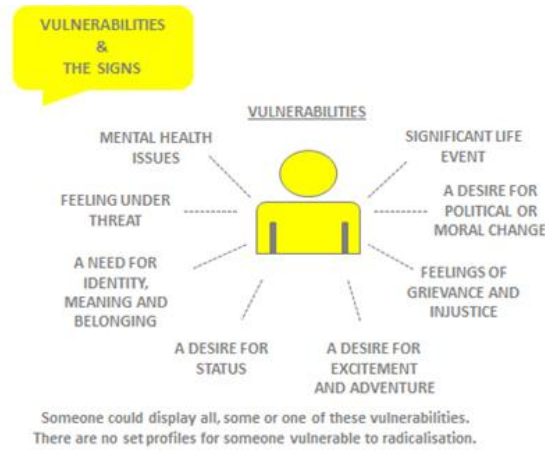 VULNERABILITIES
&
THE SIGNS
VULNERABILITIES
MENTAL HEALTH
ISSUES
SIGNIFICANT LIFE
EVENT
FEELING UNDER
THREAT
A DESIRE FOR
POLITICAL OR
MORAL CHANGE
A NEED FOR
IDENTITY,
MEANING AND
BELONGING
FEELINGS OF
GRIEVANCE AND
INJUSTICE
A DESIRE FOR
STATUS
A DESIRE FOR
EXCITEMENT
AND ADVENTURE
Someone could display all, some or one of these vulnerabilities.
There are no set profiles for someone vulnerable to radicalisation.